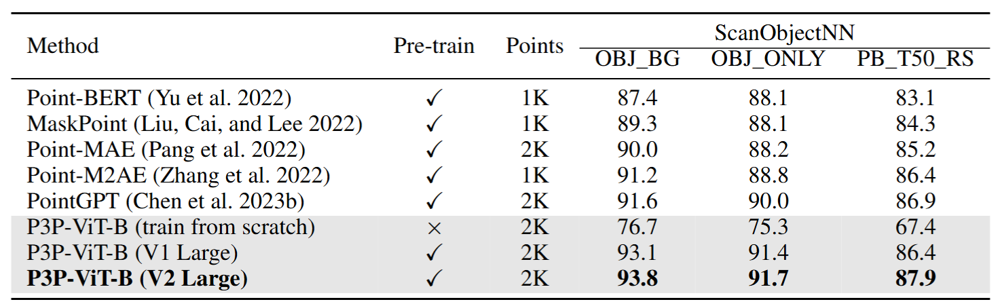 Method Pre-train Points ScanObjectNN
OBJ_BG OBJ_ONLY PB_T50_RS
Point-BERT (Yu et al. 2022) ✓ 1K 87.4 88.1 83.1
MaskPoint (Liu, Cai, and Lee 2022) ✓ 1K 89.3 88.1 84.3
Point-MAE (Pang et al. 2022) ✓ 2K 90.0 88.2 85.2
Point-M2AE (Zhang et al. 2022) ✓ 1K 91.2 88.8 86.4
PointGPT (Chen et al. 2023b) ✓ 2K 91.6 90.0 86.9
P3P-ViT-B (train from scratch) × 2K 76.7 75.3 67.4
P3P-ViT-B (V1 Large) ✓ 2K 93.1 91.4 86.4
P3P-ViT-B (V2 Large) ✓ 2K 93.8 91.7 87.9